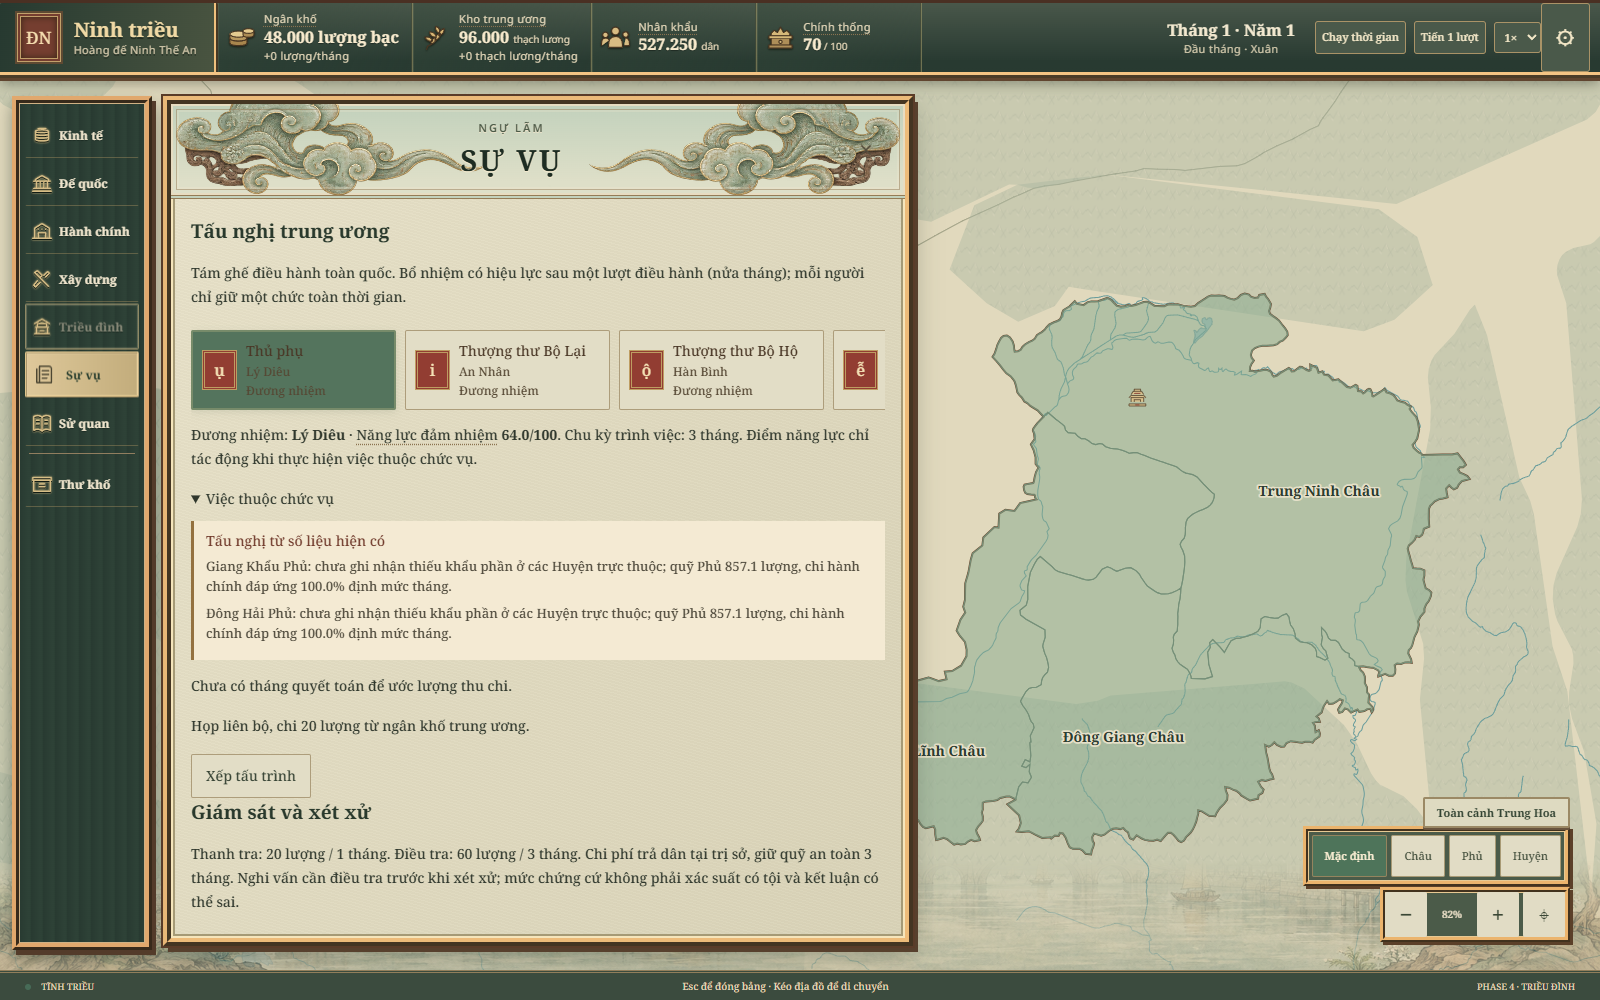 ĐN
Ninh triều
Hoàng đế Ninh Thế An
Ngân khố
48.000 lượng bạc
+0 lượng/tháng
Kho trung ương
96.000 thạch lương
+0 thạch lương/tháng
Nhân khẩu
527.250 dân
Chính thống
70 / 100
Tháng 1 · Năm 1
Đầu tháng · Xuân
Chạy thời gian
Tiến 1 lượt
1×
Kinh tế
Đế quốc
Hành chính
Xây dựng
Triều đình
Sự vụ
Sử quan
Thư khố
NGỰ LÃM
SỰ VỤ
Tấu nghị trung ương
Tám ghế điều hành toàn quốc. Bổ nhiệm có hiệu lực sau một lượt điều hành (nửa tháng); mỗi người
chỉ giữ một chức toàn thời gian.
ụ
Thủ phụ
Lý Diêu
Đương nhiệm
i
Thượng thư Bộ Lại
An Nhân
Đương nhiệm
ộ
Thượng thư Bộ Hộ
Hàn Bình
Đương nhiệm
ễ
Đương nhiệm: Lý Diêu · Năng lực đảm nhiệm 64.0/100. Chu kỳ trình việc: 3 tháng. Điểm năng lực chỉ
tác động khi thực hiện việc thuộc chức vụ.
▼ Việc thuộc chức vụ
Tấu nghị từ số liệu hiện có
Giang Khẩu Phủ: chưa ghi nhận thiếu khẩu phần ở các Huyện trực thuộc; quỹ Phủ 857.1 lượng, chi hành
chính đáp ứng 100.0% định mức tháng.
Đông Hải Phủ: chưa ghi nhận thiếu khẩu phần ở các Huyện trực thuộc; quỹ Phủ 857.1 lượng, chi hành
chính đáp ứng 100.0% định mức tháng.
Chưa có tháng quyết toán để ước lượng thu chi.
Họp liên bộ, chi 20 lượng từ ngân khố trung ương.
Xếp tấu trình
Giám sát và xét xử
Thanh tra: 20 lượng / 1 tháng. Điều tra: 60 lượng / 3 tháng. Chi phí trả dân tại trị sở, giữ quỹ an toàn 3
tháng. Nghi vấn cần điều tra trước khi xét xử; mức chứng cứ không phải xác suất có tội và kết luận có
thể sai.
Trung Ninh Châu
Đông Giang Châu
Lĩnh Châu
Toàn cảnh Trung Hoa
Mặc định
Châu
Phủ
Huyện
−
82%
+
TĨNH TRIỀU
Esc để đóng bảng · Kéo địa đồ để di chuyển
PHASE 4 · TRIỀU ĐÌNH